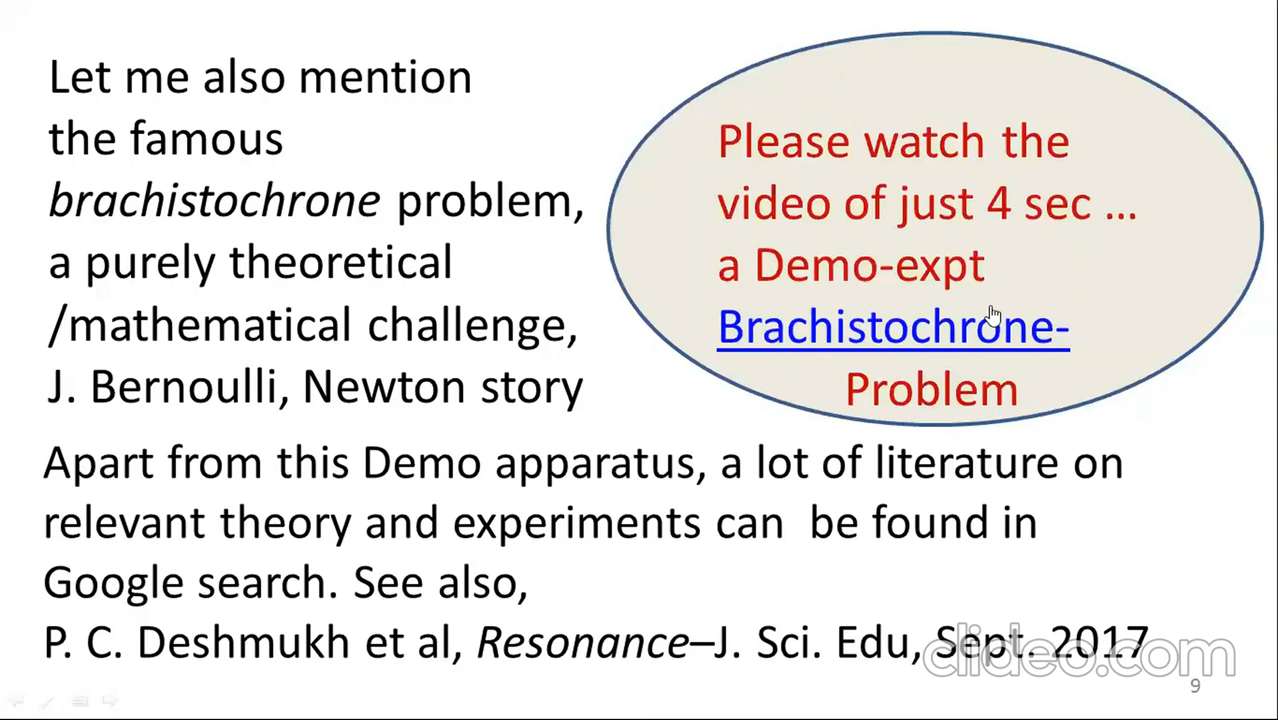 Let me also mention
the famous
brachistochrone problem,
a purely theoretical
/mathematical challenge,
J. Bernoulli, Newton story
Please watch the
video of just 4 sec ...
a Demo-expt
Brachistochrone-
Problem
Apart from this Demo apparatus, a lot of literature on
relevant theory and experiments can be found in
Google search. See also,
P. C. Deshmukh et al, Resonance–J. Sci. Edu, Sept. 2017
clideo.com
9